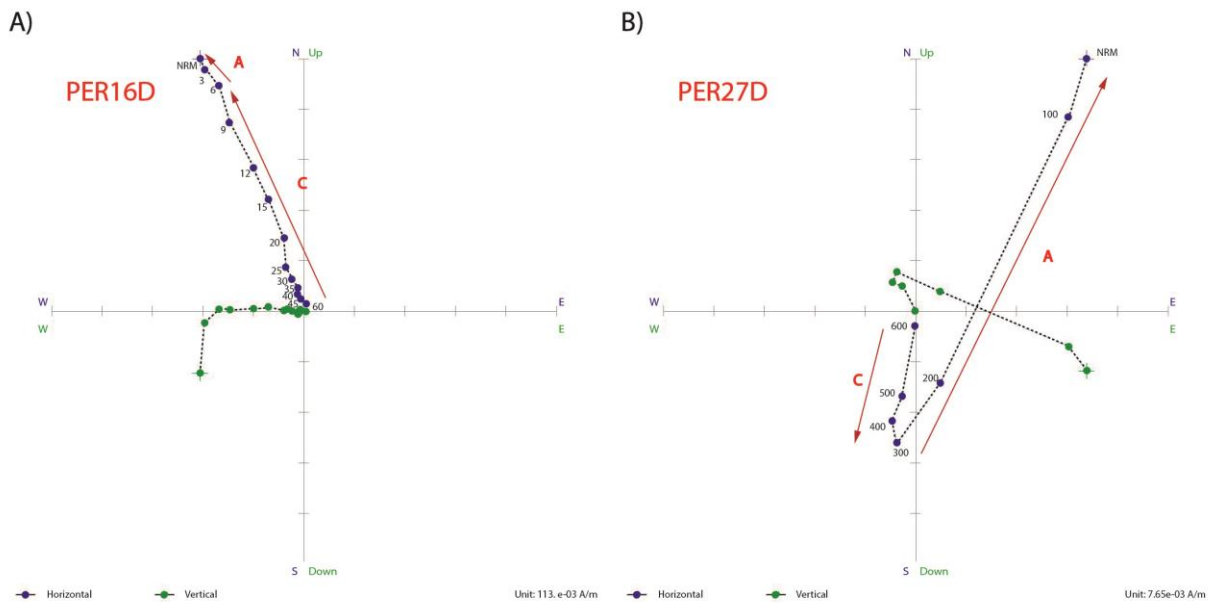 A)
N Up
PER16D
NRM
A
3
6
9
12
C
15
20
25
30
35
40
45
60
W E
W E
S Down
Horizontal Vertical Unit: 113. e-03 A/m
B)
N Up
PER27D
NRM
100
A
W E
W E
600
C
200
500
400
300
S Down
Horizontal Vertical Unit: 7.65e-03 A/m